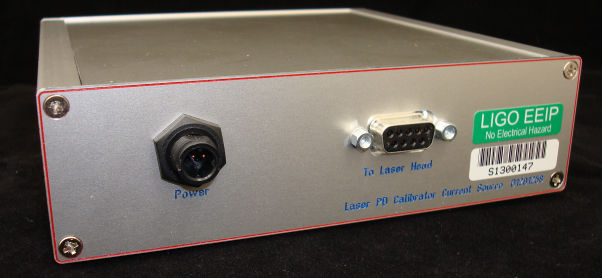 LIGO EEIP
No Electrical Hazard
S1300147
To Laser Head
Power
Laser PD Calibrator Current Source